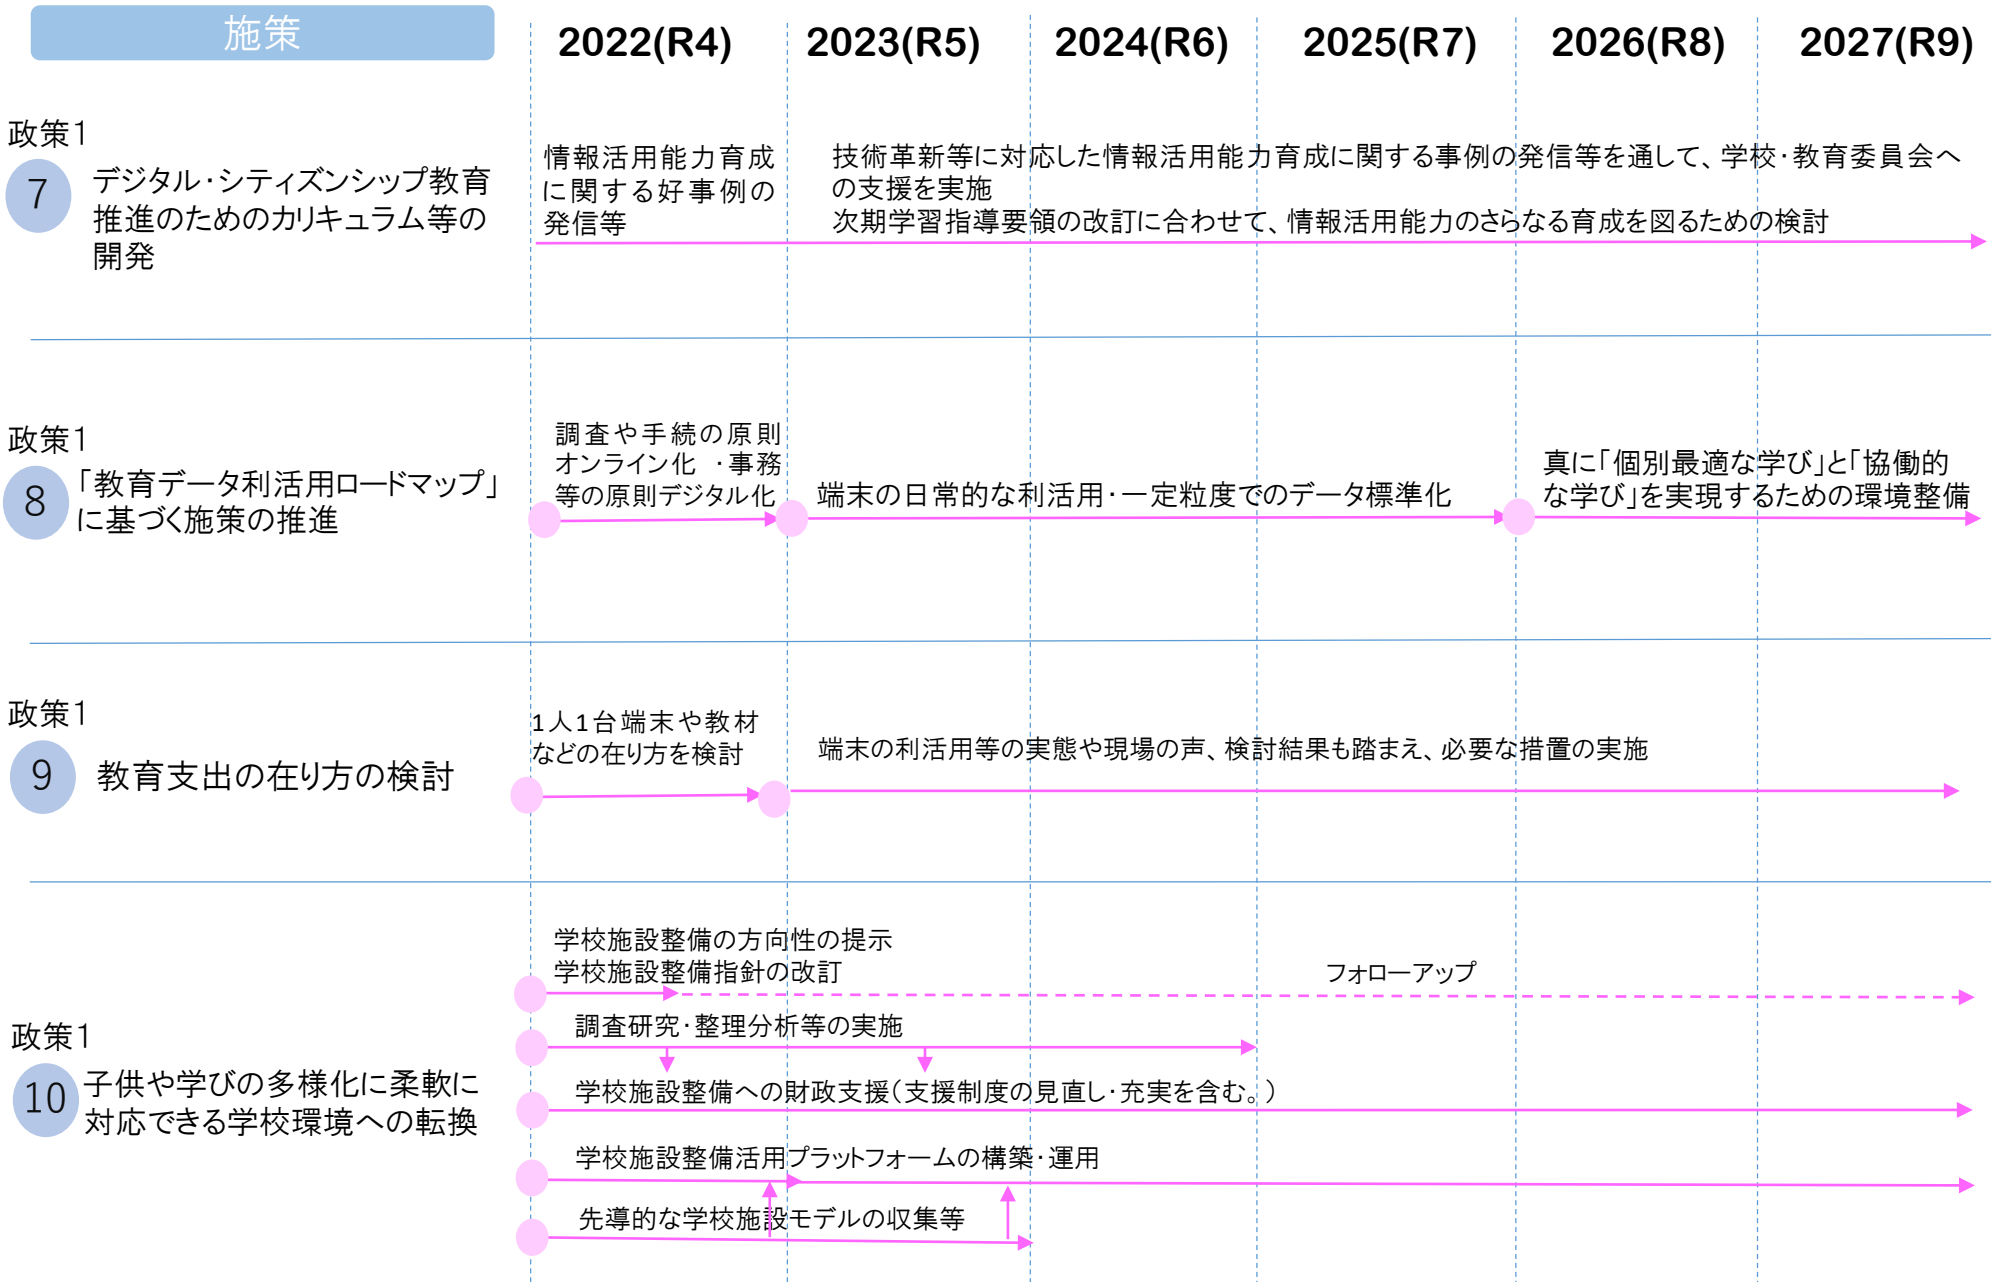 施策
2022(R4)
2023(R5)
2024(R6)
2025(R7)
2026(R8)
2027(R9)
政策1
7
デジタル・シティズンシップ教育
推進のためのカリキュラム等の
開発
情報活用能力育成
に関する好事例の
発信等
技術革新等に対応した情報活用能力育成に関する事例の発信等を通して、学校・教育委員会へ
の支援を実施
次期学習指導要領の改訂に合わせて、情報活用能力のさらなる育成を図るための検討
政策1
8
「教育データ利活用ロードマップ」
に基づく施策の推進
調査や手続の原則
オンライン化 ・事務
等の原則デジタル化
端末の日常的な利活用・一定粒度でのデータ標準化
真に「個別最適な学び」と「協働的
な学び」を実現するための環境整備
政策1
9
教育支出の在り方の検討
1人1台端末や教材
などの在り方を検討
端末の利活用等の実態や現場の声、検討結果も踏まえ、必要な措置の実施
政策1
10
子供や学びの多様化に柔軟に
対応できる学校環境への転換
学校施設整備の方向性の提示
学校施設整備指針の改訂
フォローアップ
調査研究・整理分析等の実施
学校施設整備への財政支援（支援制度の見直し・充実を含む。）
学校施設整備活用プラットフォームの構築・運用
先導的な学校施設モデルの収集等